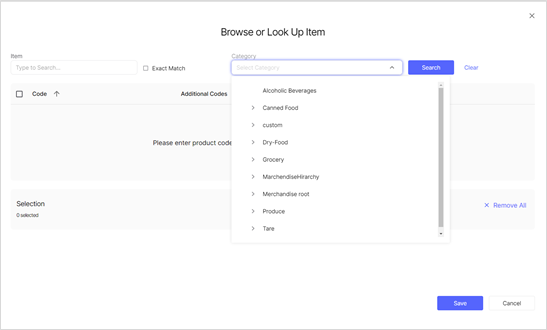 Browse or Look Up Item
Item
Category
Type to Search...
Exact Match
Select Category
Search
Clear
Code
Additional Codes
Alcoholic Beverages
Canned Food
custom
Dry-Food
Please enter product code
Grocery
MarchendiseHirarchy
Merchandise root
Produce
Tare
Selection
0 selected
Remove All
Save
Cancel